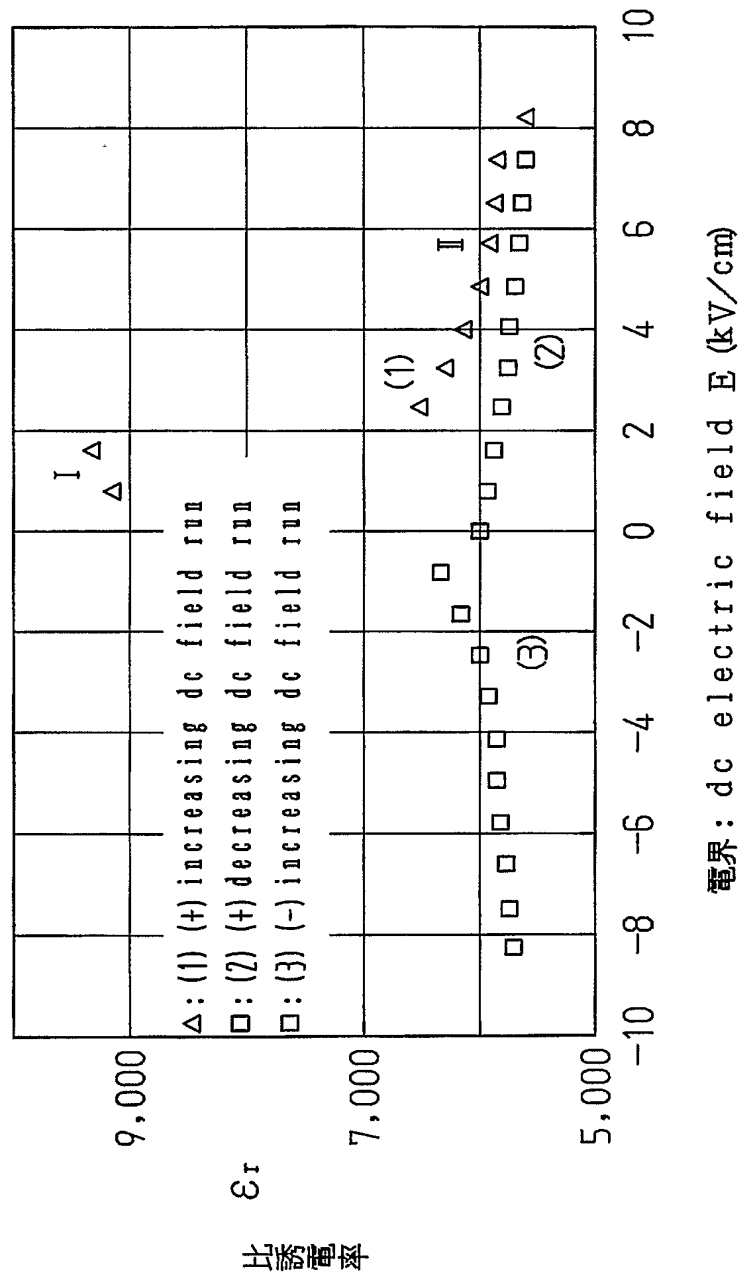 △: (1) (+) increasing dc field run
□: (2) (+) decreasing dc field run
□: (3) (−) increasing dc field run
I
II
(1)
(2)
(3)
9,000
7,000
5,000
比誘電率
εr
−10 −8 −6 −4 −2 0 2 4 6 8 10
電界: dc electric field E (kV/cm)